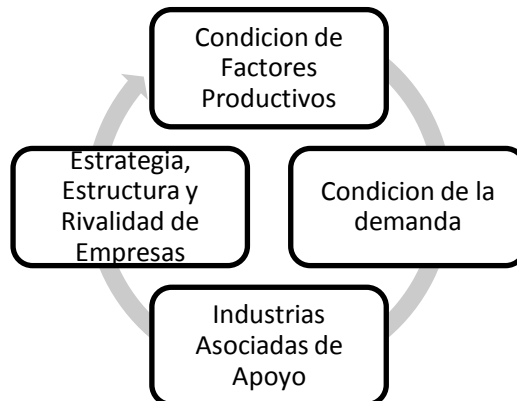 Condicion de
Factores
Productivos
Estrategia,
Estructura y
Rivalidad de
Empresas
Condicion de la
demanda
Industrias
Asociadas de
Apoyo